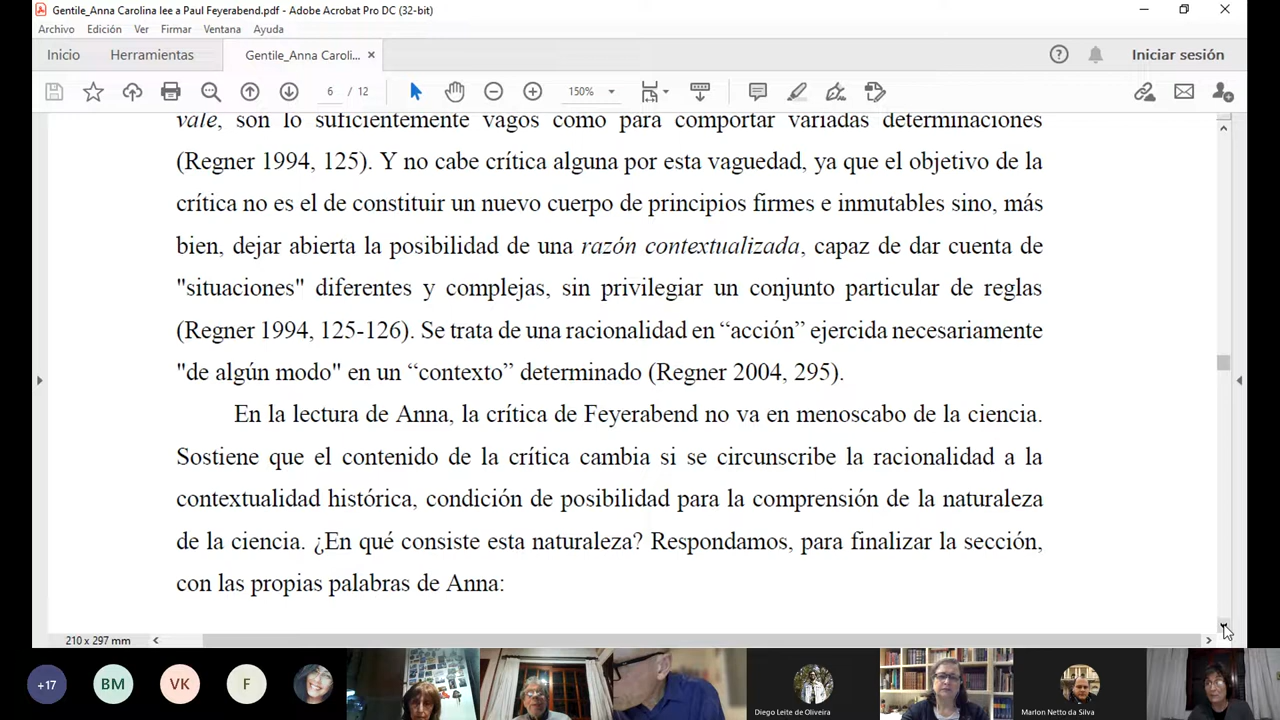 Gentile_Anna Carolina lee a Paul Feyerabend.pdf - Adobe Acrobat Pro DC (32-bit)
Archivo Edición Ver Firmar Ventana Ayuda
Inicio Herramientas Gentile_Anna Caroli... × Iniciar sesión
6 / 12 150%
vale, son lo suficientemente vagos como para comportar variadas determinaciones
(Regner 1994, 125). Y no cabe crítica alguna por esta vaguedad, ya que el objetivo de la
crítica no es el de constituir un nuevo cuerpo de principios firmes e inmutables sino, más
bien, dejar abierta la posibilidad de una razón contextualizada, capaz de dar cuenta de
"situaciones" diferentes y complejas, sin privilegiar un conjunto particular de reglas
(Regner 1994, 125-126). Se trata de una racionalidad en “acción” ejercida necesariamente
"de algún modo" en un “contexto” determinado (Regner 2004, 295).
En la lectura de Anna, la crítica de Feyerabend no va en menoscabo de la ciencia.
Sostiene que el contenido de la crítica cambia si se circunscribe la racionalidad a la
contextualidad histórica, condición de posibilidad para la comprensión de la naturaleza
de la ciencia. ¿En qué consiste esta naturaleza? Respondamos, para finalizar la sección,
con las propias palabras de Anna:
210 x 297 mm
+17 BM VK F
Diego Leite de Oliveira
Marlon Netto da Silva